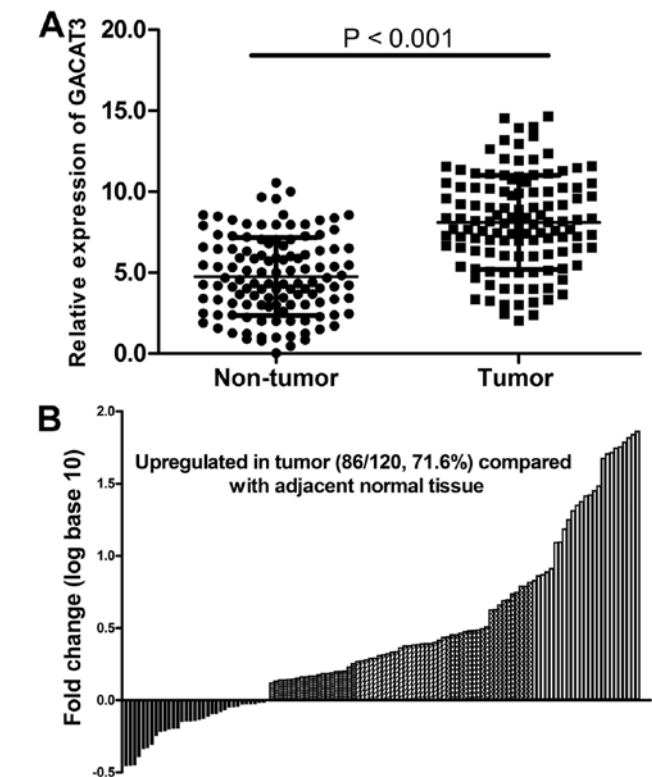 A
Relative expression of GACAT3
20.0
15.0
10.0
5.0
0.0
P < 0.001
Non-tumor
Tumor
B
Fold change (log base 10)
2.0
1.5
1.0
0.5
0.0
-0.5
Upregulated in tumor (86/120, 71.6%) compared
with adjacent normal tissue